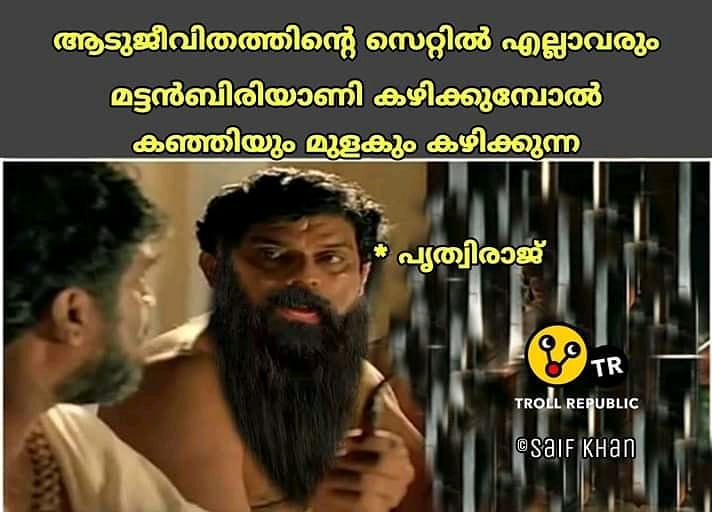 ആടുജീവിതത്തിന്റെ സെറ്റിൽ എല്ലാവരും
മട്ടൻബിരിയാണി കഴിക്കുമ്പോൽ
കഞ്ഞിയും മുളകും കഴിക്കുന്ന
* പൃത്വിരാജ്
TR
TROLL REPUBLIC
©SAIF KHAN